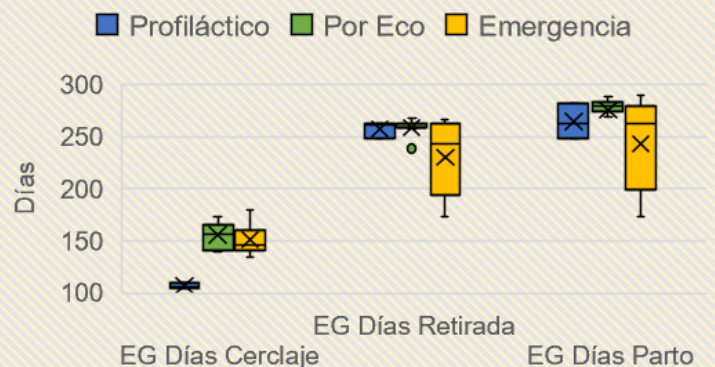 Profiláctico Por Eco Emergencia
300
250
200
150
100
Días
EG Días Cerclaje
EG Días Retirada
EG Días Parto